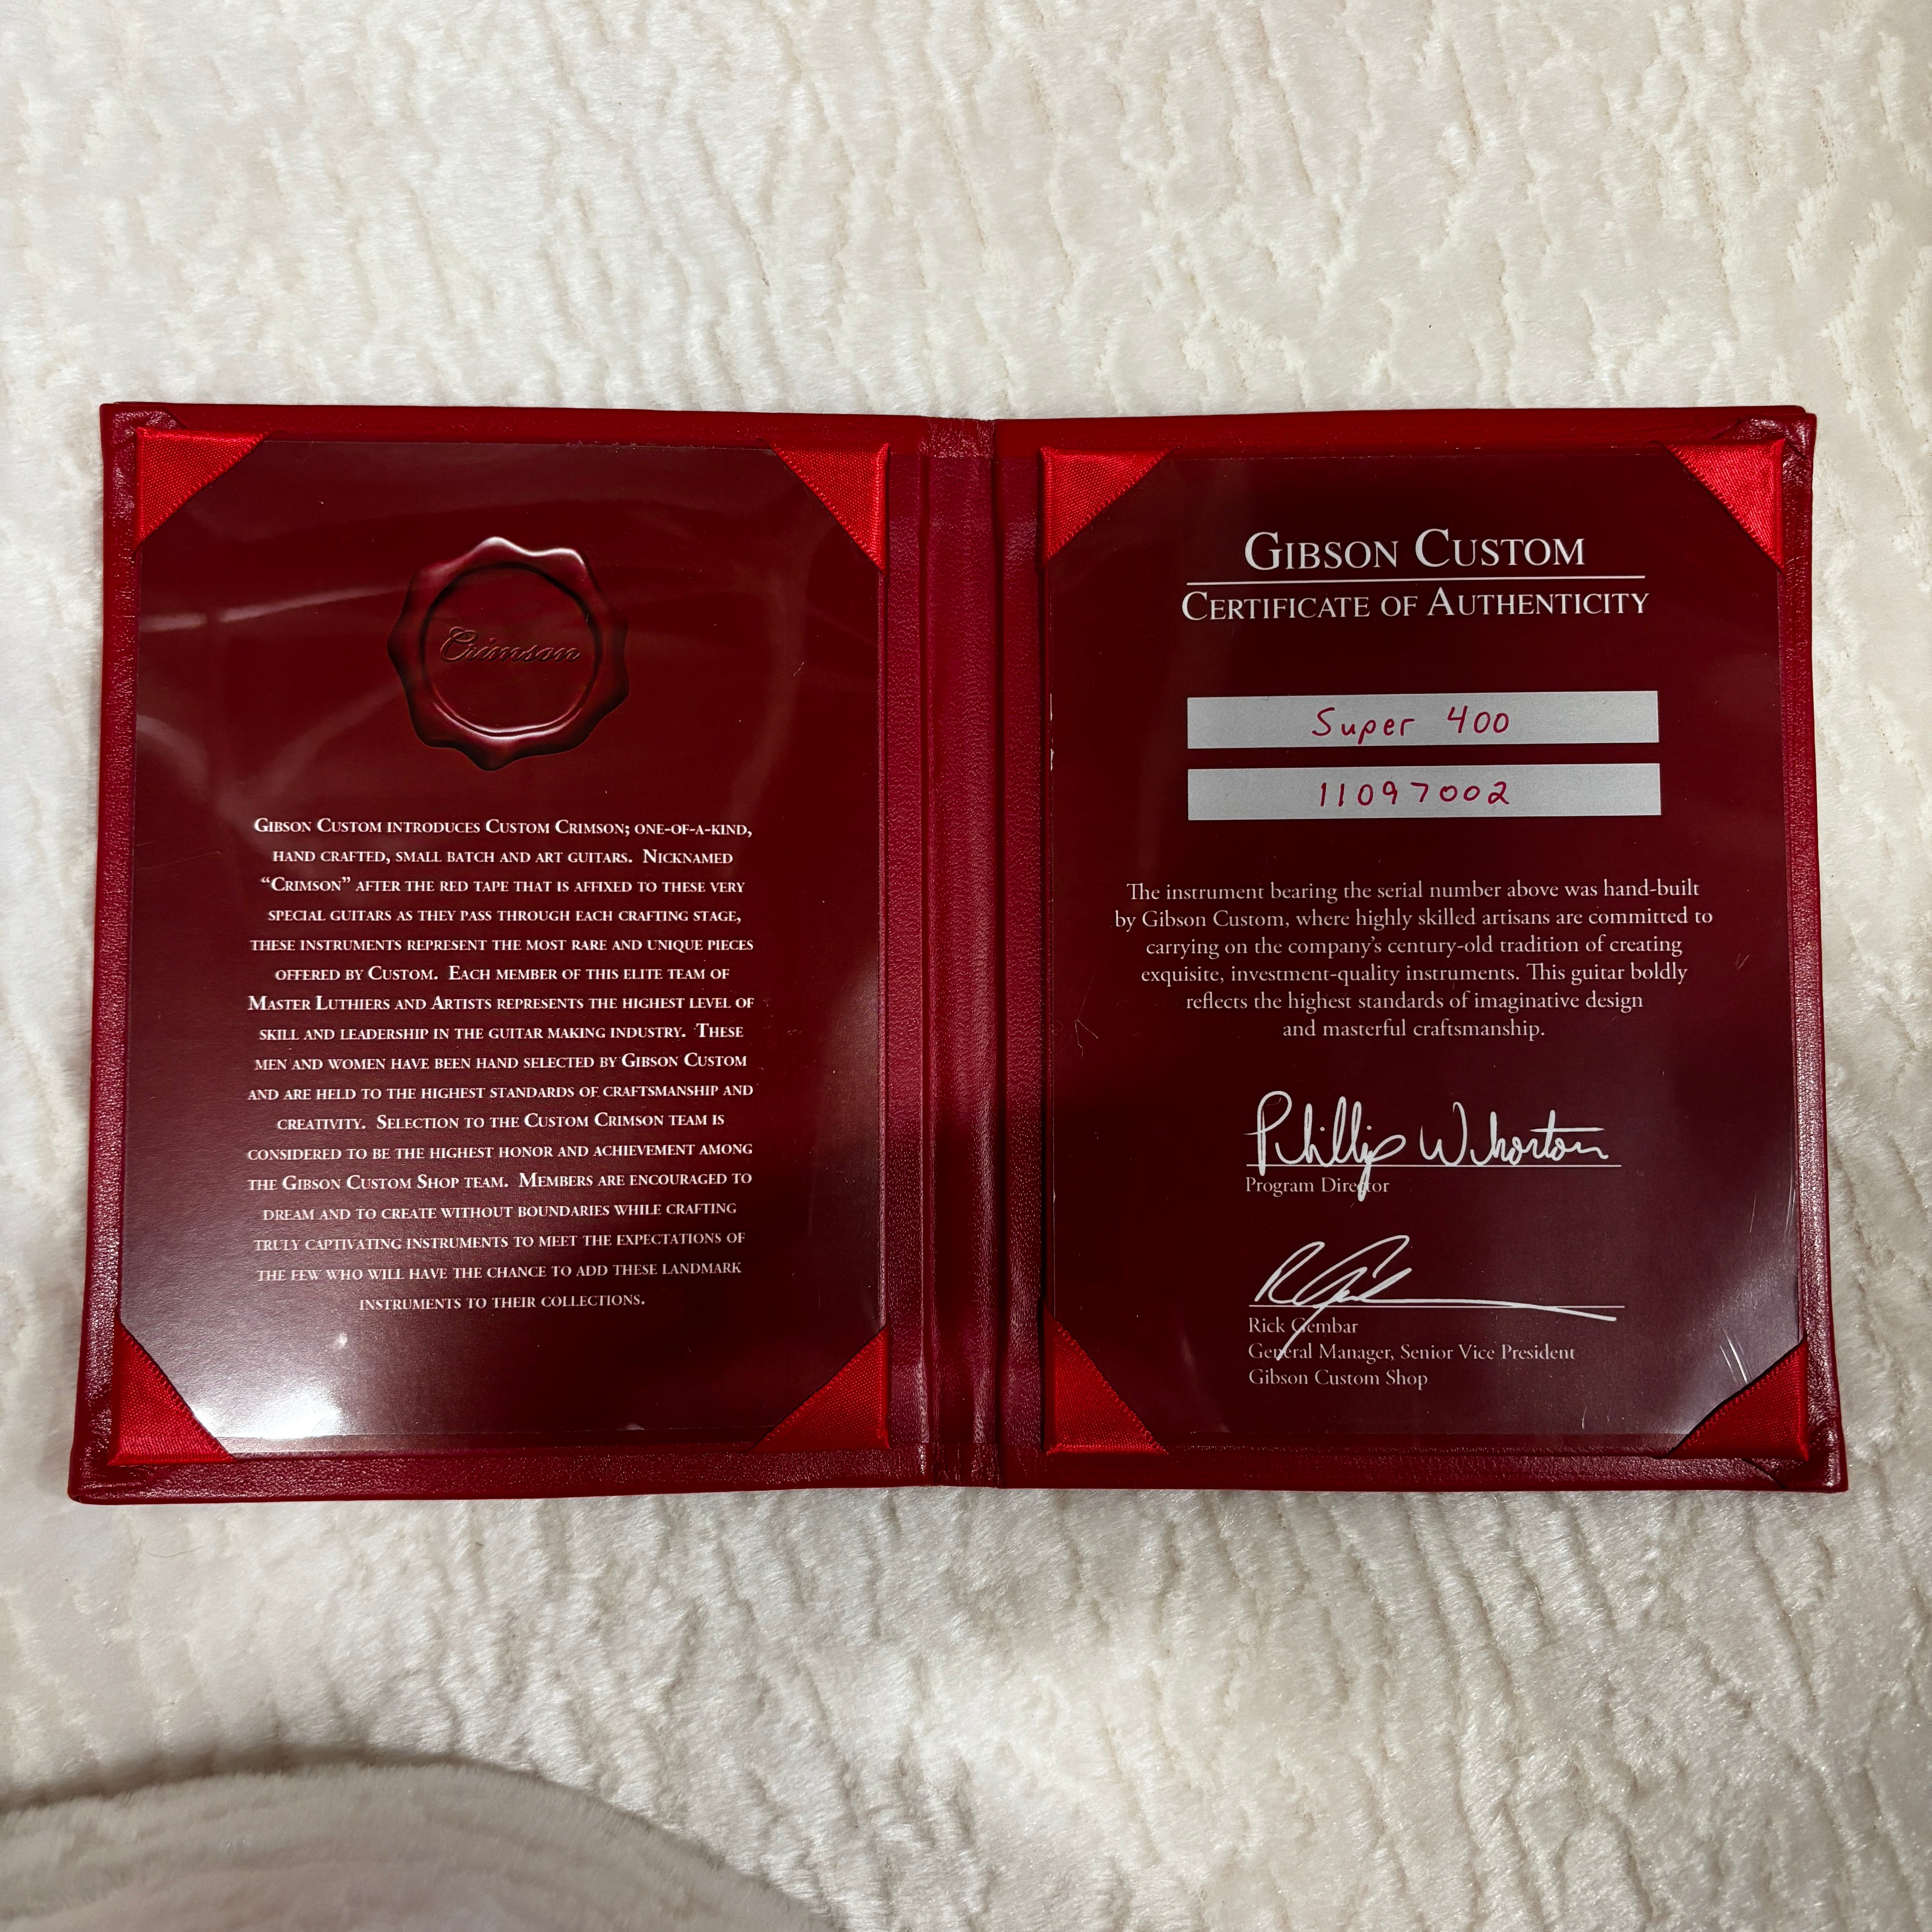 Crimson
Gibson Custom introduces Custom Crimson; one-of-a-kind,
hand crafted, small batch and art guitars. Nicknamed
“Crimson” after the red tape that is affixed to these very
special guitars as they pass through each crafting stage,
these instruments represent the most rare and unique pieces
offered by Custom. Each member of this elite team of
Master Luthiers and Artists represents the highest level of
skill and leadership in the guitar making industry. These
men and women have been hand selected by Gibson Custom
and are held to the highest standards of craftsmanship and
creativity. Selection to the Custom Crimson team is
considered to be the highest honor and achievement among
the Gibson Custom Shop team. Members are encouraged to
dream and to create without boundaries while crafting
truly captivating instruments to meet the expectations of
the few who will have the chance to add these landmark
instruments to their collections.
Gibson Custom
Certificate of Authenticity
Super 400
11097002
The instrument bearing the serial number above was hand-built
by Gibson Custom, where highly skilled artisans are committed to
carrying on the company's century-old tradition of creating
exquisite, investment-quality instruments. This guitar boldly
reflects the highest standards of imaginative design
and masterful craftsmanship.
Phillip Whorton
Program Director
Rick Gembar
General Manager, Senior Vice President
Gibson Custom Shop